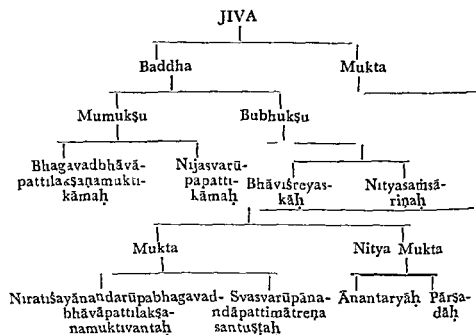 JIVA
Baddha Mukta
Mumukṣu Bubhukṣu
Bhagavadbhāvā- Nijasvarū- Bhāviśreyas- Nityasaṁsā-
pattilakṣaṇamukti- papatti- kāḥ riṇaḥ
kāmaḥ kāmaḥ
Mukta Nitya Mukta
Niratiśayānandarūpabhagavad- Svasvarūpāna- Ānantaryāḥ Pārṣa-
bhāvāpattilakṣa- ndāpattimātreṇa dāḥ
namuktivantaḥ santuṣṭaḥ